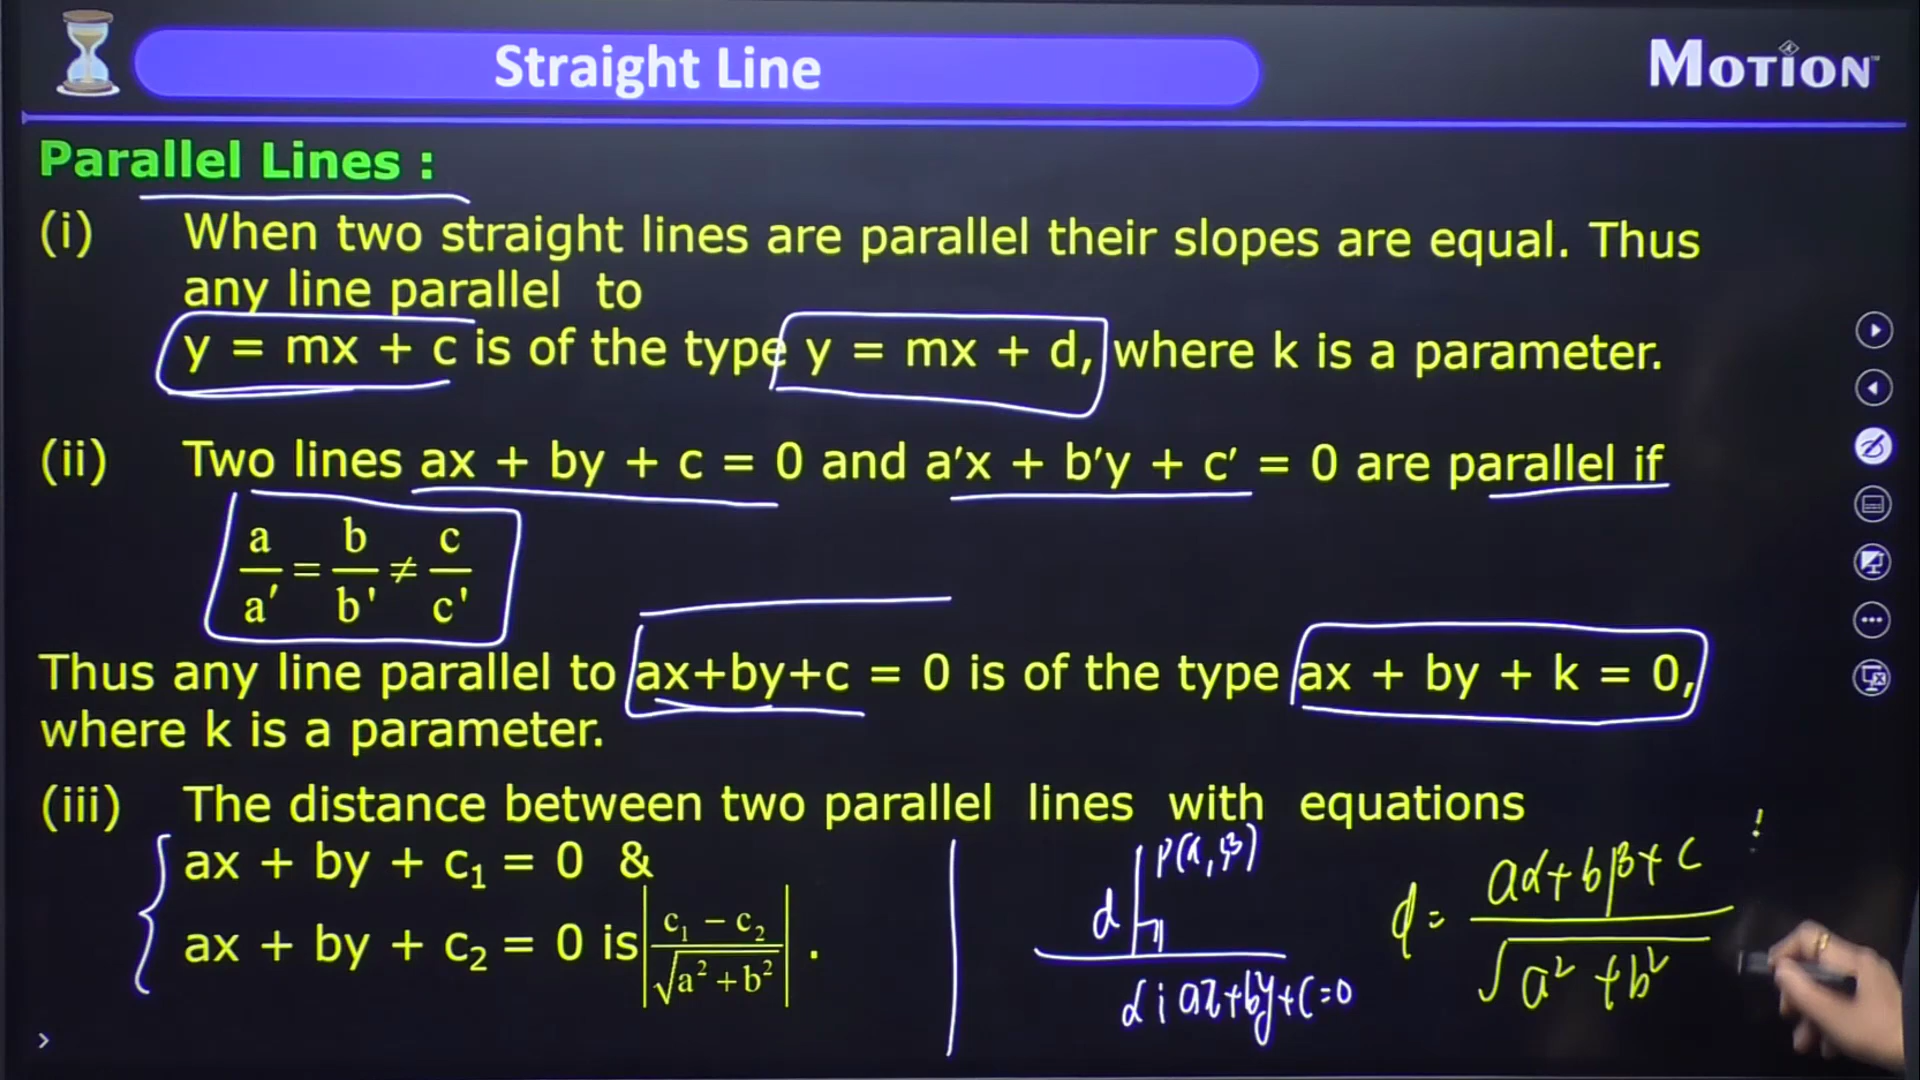 Straight Line
MOTION
Parallel Lines :
(i) When two straight lines are parallel their slopes are equal. Thus
any line parallel to
y = mx + c is of the type y = mx + d, where k is a parameter.
(ii) Two lines ax + by + c = 0 and a′x + b′y + c′ = 0 are parallel if
a/a′ = b/b' ≠ c/c'
Thus any line parallel to ax+by+c = 0 is of the type ax + by + k = 0,
where k is a parameter.
(iii) The distance between two parallel lines with equations
ax + by + c₁ = 0 &
ax + by + c₂ = 0 is |(c₁ − c₂)/√(a² + b²)| .
P(α, β)
d
L: ax+by+c=0
d = (aα+bβ+c)/√(a²+b²)